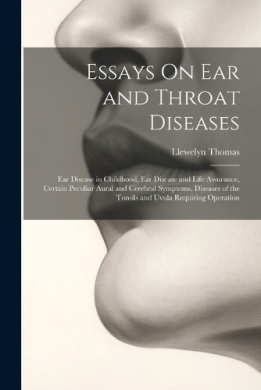 Essays On Ear
and Throat
Diseases
Llewelyn Thomas
Ear Disease in Childhood, Ear Disease and Life Assurance,
Certain Peculiar Aural and Cerebral Symptoms, Diseases of the
Tonsils and Uvula Requiring Operation